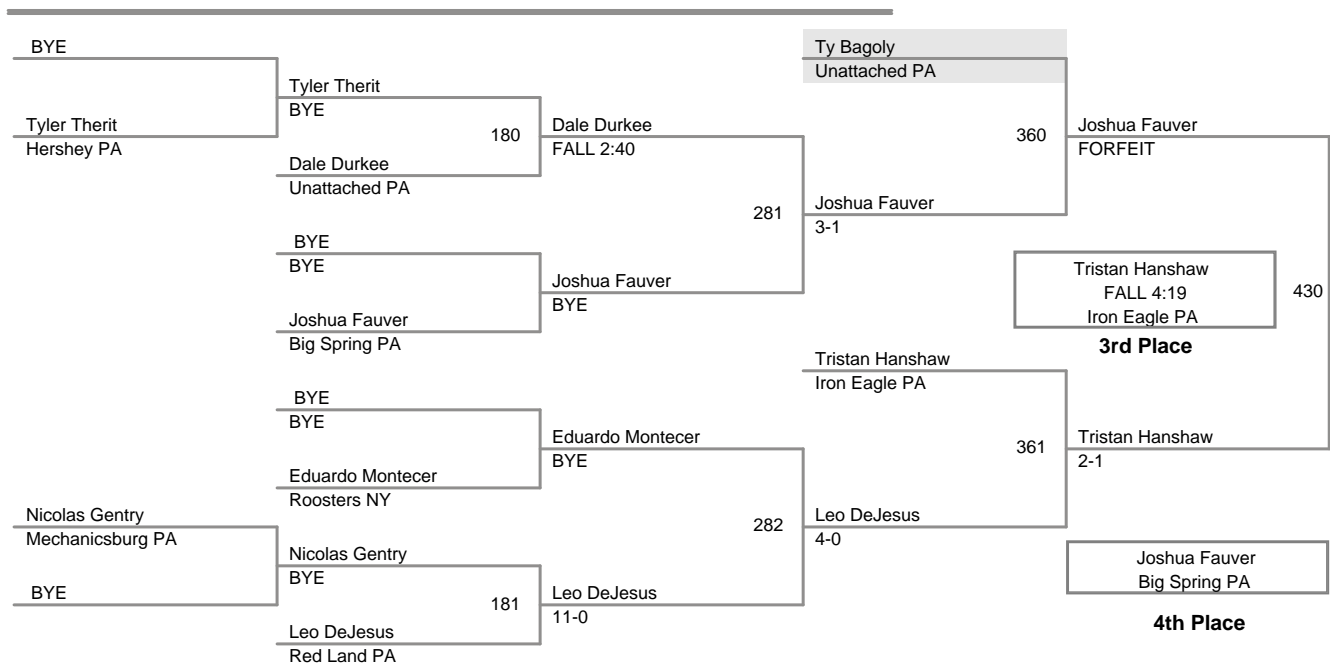 BYE
Tyler Therit
Hershey PA
Tyler Therit
BYE
Dale Durkee
Unattached PA
180
BYE
BYE
Joshua Fauver
Big Spring PA
BYE
BYE
Eduardo Montecer
Roosters NY
Nicolas Gentry
Mechanicsburg PA
BYE
Nicolas Gentry
BYE
Leo DeJesus
Red Land PA
181
Dale Durkee
FALL 2:40
Joshua Fauver
BYE
281
Eduardo Montecer
BYE
Leo DeJesus
11-0
282
Ty Bagoly
Unattached PA
Joshua Fauver
3-1
360
Tristan Hanshaw
Iron Eagle PA
Leo DeJesus
4-0
361
Joshua Fauver
FORFEIT
Tristan Hanshaw
2-1
430
Tristan Hanshaw
FALL 4:19
Iron Eagle PA
3rd Place
Joshua Fauver
Big Spring PA
4th Place